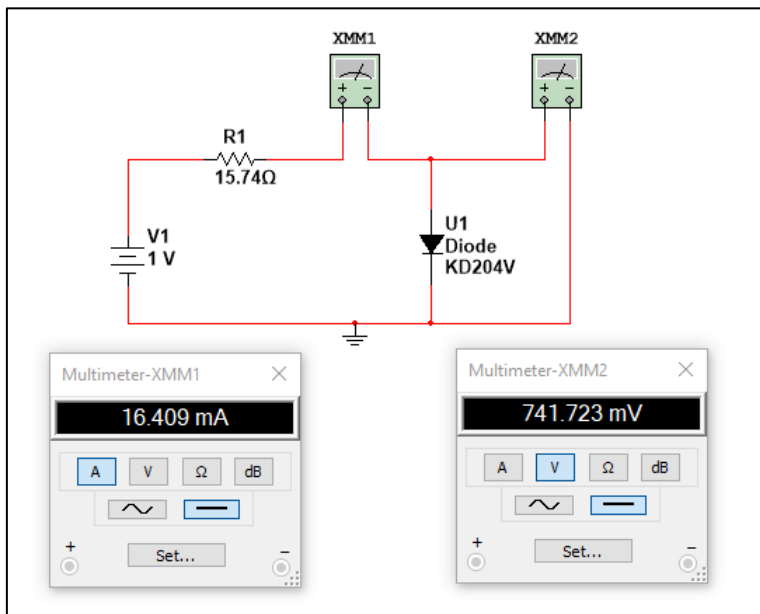 XMM1
XMM2
+ −
+ −
R1
15.74Ω
V1
1 V
U1
Diode
KD204V
Multimeter-XMM1
16.409 mA
A V Ω dB
+ Set... −
Multimeter-XMM2
741.723 mV
A V Ω dB
+ Set... −